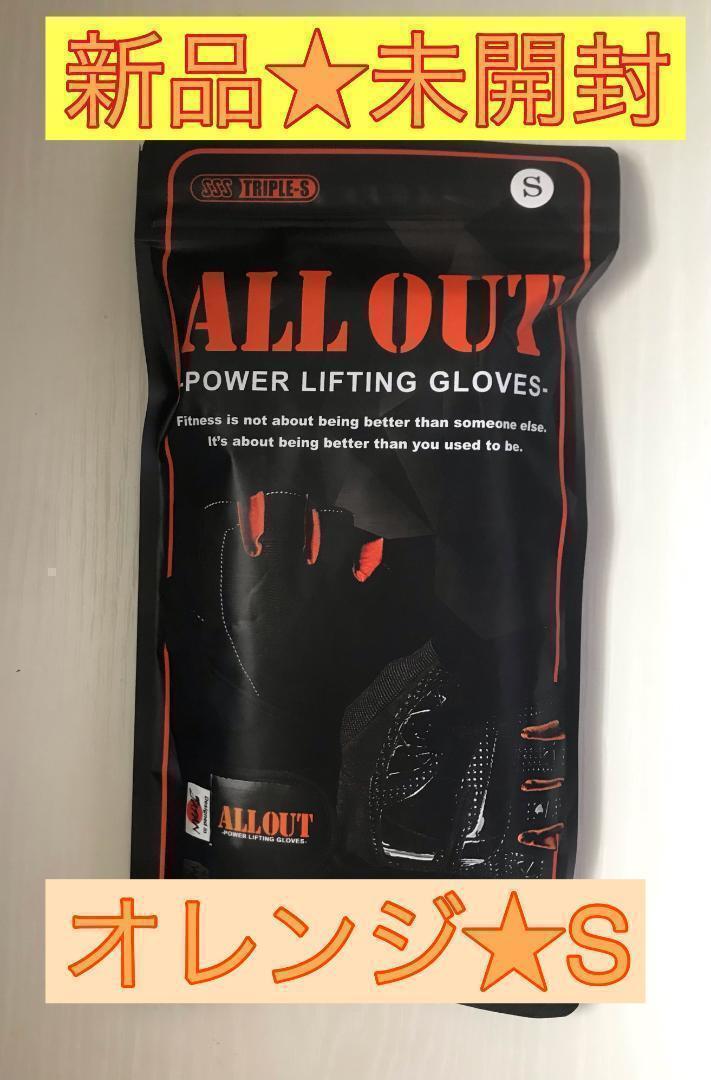 新品★未開封
SSS TRIPLE-S
S
ALL OUT
-POWER LIFTING GLOVES-
Fitness is not about being better than someone else.
It's about being better than you used to be.
Designed in
ALLOUT
-POWER LIFTING GLOVES-
オレンジ★S